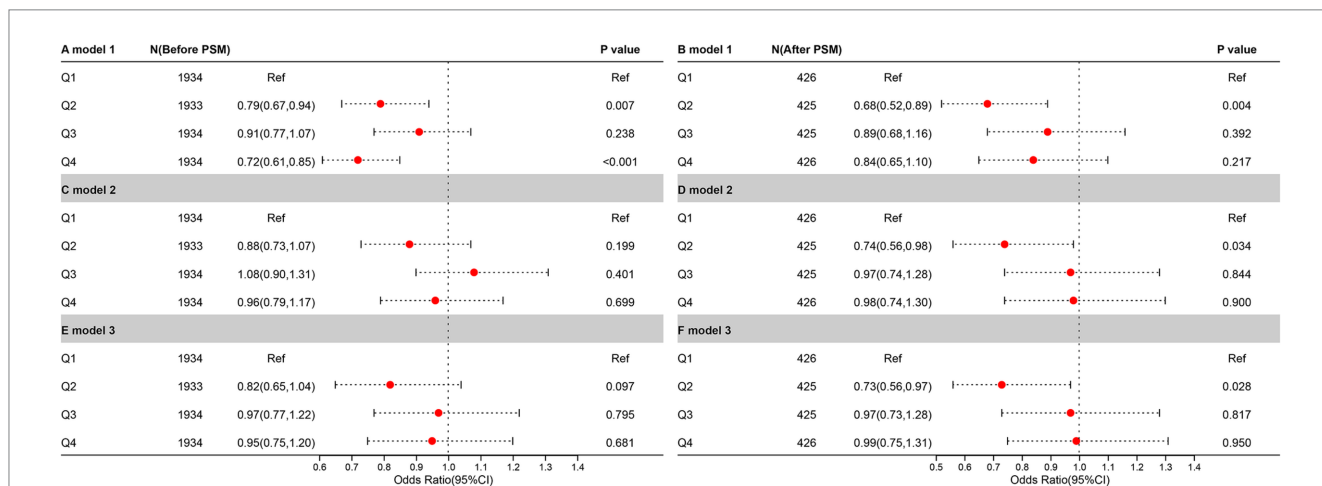 A model 1 N(Before PSM) P value
Q1 1934 Ref Ref
Q2 1933 0.79(0.67,0.94) 0.007
Q3 1934 0.91(0.77,1.07) 0.238
Q4 1934 0.72(0.61,0.85) <0.001
C model 2
Q1 1934 Ref Ref
Q2 1933 0.88(0.73,1.07) 0.199
Q3 1934 1.08(0.90,1.31) 0.401
Q4 1934 0.96(0.79,1.17) 0.699
E model 3
Q1 1934 Ref Ref
Q2 1933 0.82(0.65,1.04) 0.097
Q3 1934 0.97(0.77,1.22) 0.795
Q4 1934 0.95(0.75,1.20) 0.681
0.6 0.7 0.8 0.9 1.0 1.1 1.2 1.3 1.4
Odds Ratio(95%CI)
B model 1 N(After PSM) P value
Q1 426 Ref Ref
Q2 425 0.68(0.52,0.89) 0.004
Q3 425 0.89(0.68,1.16) 0.392
Q4 426 0.84(0.65,1.10) 0.217
D model 2
Q1 426 Ref Ref
Q2 425 0.74(0.56,0.98) 0.034
Q3 425 0.97(0.74,1.28) 0.844
Q4 426 0.98(0.74,1.30) 0.900
F model 3
Q1 426 Ref Ref
Q2 425 0.73(0.56,0.97) 0.028
Q3 425 0.97(0.73,1.28) 0.817
Q4 426 0.99(0.75,1.31) 0.950
0.5 0.6 0.7 0.8 0.9 1.0 1.1 1.2 1.3 1.4
Odds Ratio(95%CI)